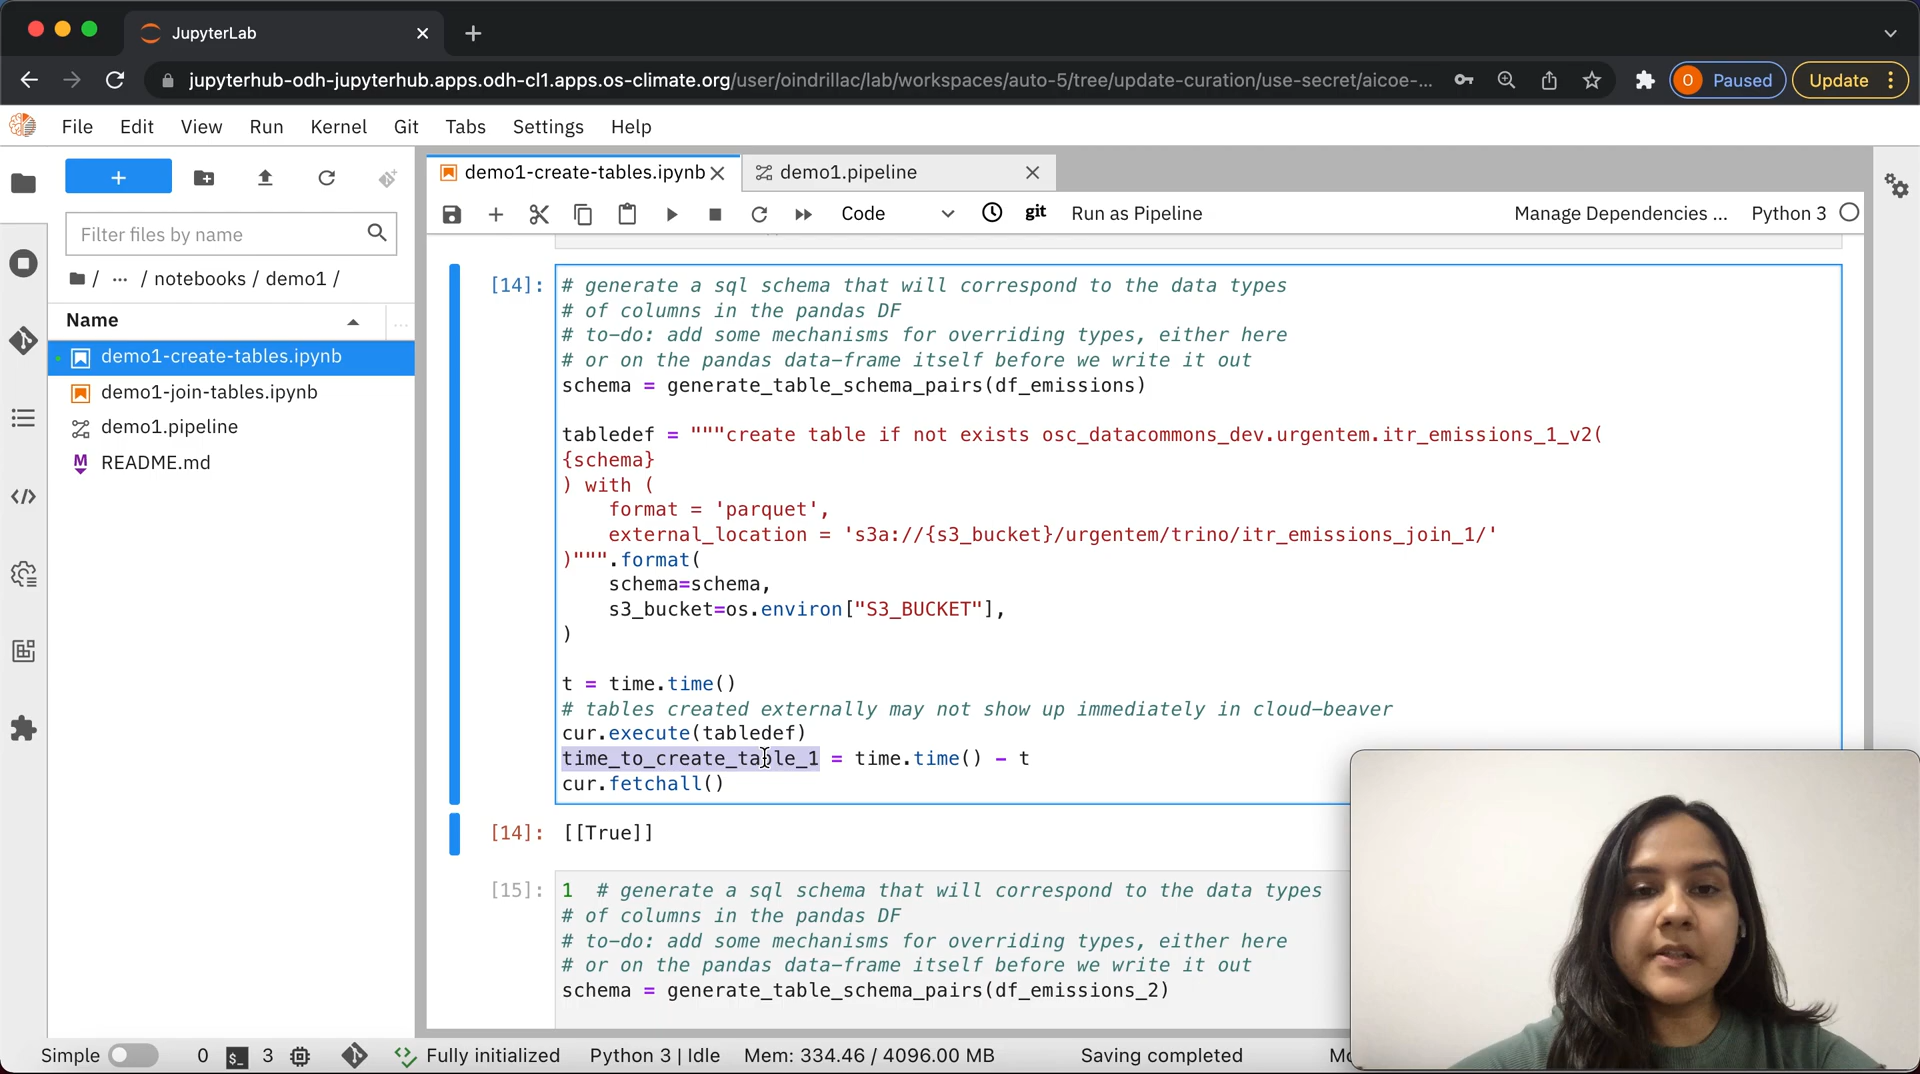 JupyterLab
jupyterhub-odh-jupyterhub.apps.odh-cl1.apps.os-climate.org/user/oindrillac/lab/workspaces/auto-5/tree/update-curation/use-secret/aicoe-...
O Paused
Update
File Edit View Run Kernel Git Tabs Settings Help
demo1-create-tables.ipynb
demo1.pipeline
Code
git
Run as Pipeline
Manage Dependencies ...
Python 3
Filter files by name
/ ... / notebooks / demo1 /
Name
demo1-create-tables.ipynb
demo1-join-tables.ipynb
demo1.pipeline
README.md
[14]:
# generate a sql schema that will correspond to the data types
# of columns in the pandas DF
# to-do: add some mechanisms for overriding types, either here
# or on the pandas data-frame itself before we write it out
schema = generate_table_schema_pairs(df_emissions)
tabledef = """create table if not exists osc_datacommons_dev.urgentem.itr_emissions_1_v2(
{schema}
) with (
format = 'parquet',
external_location = 's3a://{s3_bucket}/urgentem/trino/itr_emissions_join_1/'
)""".format(
schema=schema,
s3_bucket=os.environ["S3_BUCKET"],
)
t = time.time()
# tables created externally may not show up immediately in cloud-beaver
cur.execute(tabledef)
time_to_create_table_1 = time.time() - t
cur.fetchall()
[14]: [[True]]
[15]: 1 # generate a sql schema that will correspond to the data types
# of columns in the pandas DF
# to-do: add some mechanisms for overriding types, either here
# or on the pandas data-frame itself before we write it out
schema = generate_table_schema_pairs(df_emissions_2)
Simple 0 $_ 3 Fully initialized Python 3 | Idle Mem: 334.46 / 4096.00 MB Saving completed